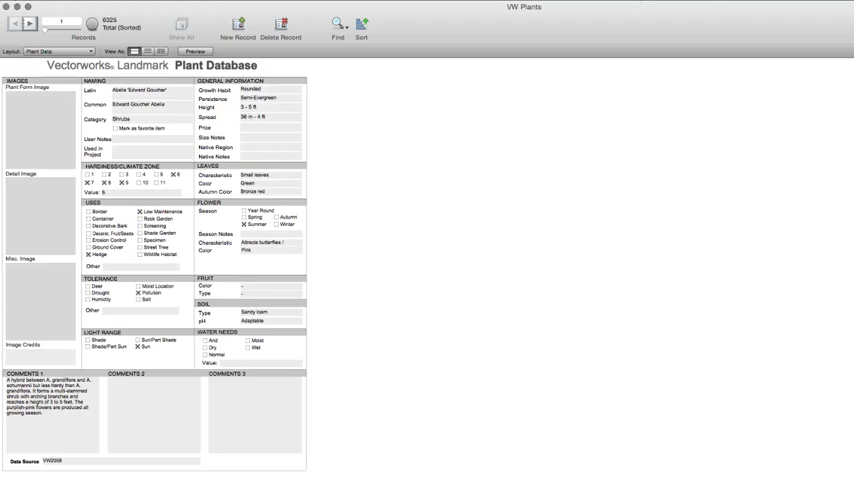 VW Plants
1
6325
Total (Sorted)
Records
Show All
New Record
Delete Record
Find
Sort
Layout: Plant Data
View As:
Preview
Vectorworks® Landmark Plant Database
IMAGES
Plant Form Image
Detail Image
Misc. Image
Image Credits
NAMING
Latin Abelia 'Edward Goucher'
Common Edward Goucher Abelia
Category Shrubs
Mark as favorite item
User Notes
Used in
Project
GENERAL INFORMATION
Growth Habit Rounded
Persistence Semi-Evergreen
Height 3 - 5 ft
Spread 36 in - 4 ft
Price
Size Notes
Native Region
Native Notes
HARDINESS/CLIMATE ZONE
1 2 3 4 5 6
7 8 9 10 11
Value: 6
LEAVES
Characteristic Small leaves
Color Green
Autumn Color Bronze red
USES
Border Low Maintenance
Container Rock Garden
Decorative Bark Screening
Decorat. Fruit/Seeds Shade Garden
Erosion Control Specimen
Ground Cover Street Tree
Hedge Wildlife Habitat
Other
FLOWER
Season Year Round
Spring Autumn
Summer Winter
Season Notes
Characteristic Attracts butterflies /
Color Pink
TOLERANCE
Deer Moist Location
Drought Pollution
Humidity Salt
Other
FRUIT
Color -
Type -
SOIL
Type Sandy loam
pH Adaptable
LIGHT RANGE
Shade Sun/Part Shade
Shade/Part Sun Sun
WATER NEEDS
Arid Moist
Dry Wet
Normal
Value:
COMMENTS 1
A hybrid between A. grandiflora and A.
schumannii but less hardy than A.
grandiflora. It forms a multi-stemmed
shrub with arching branches and
reaches a height of 3 to 5 feet. The
purplish-pink flowers are produced all
growing season.
COMMENTS 2
COMMENTS 3
Data Source VW2008